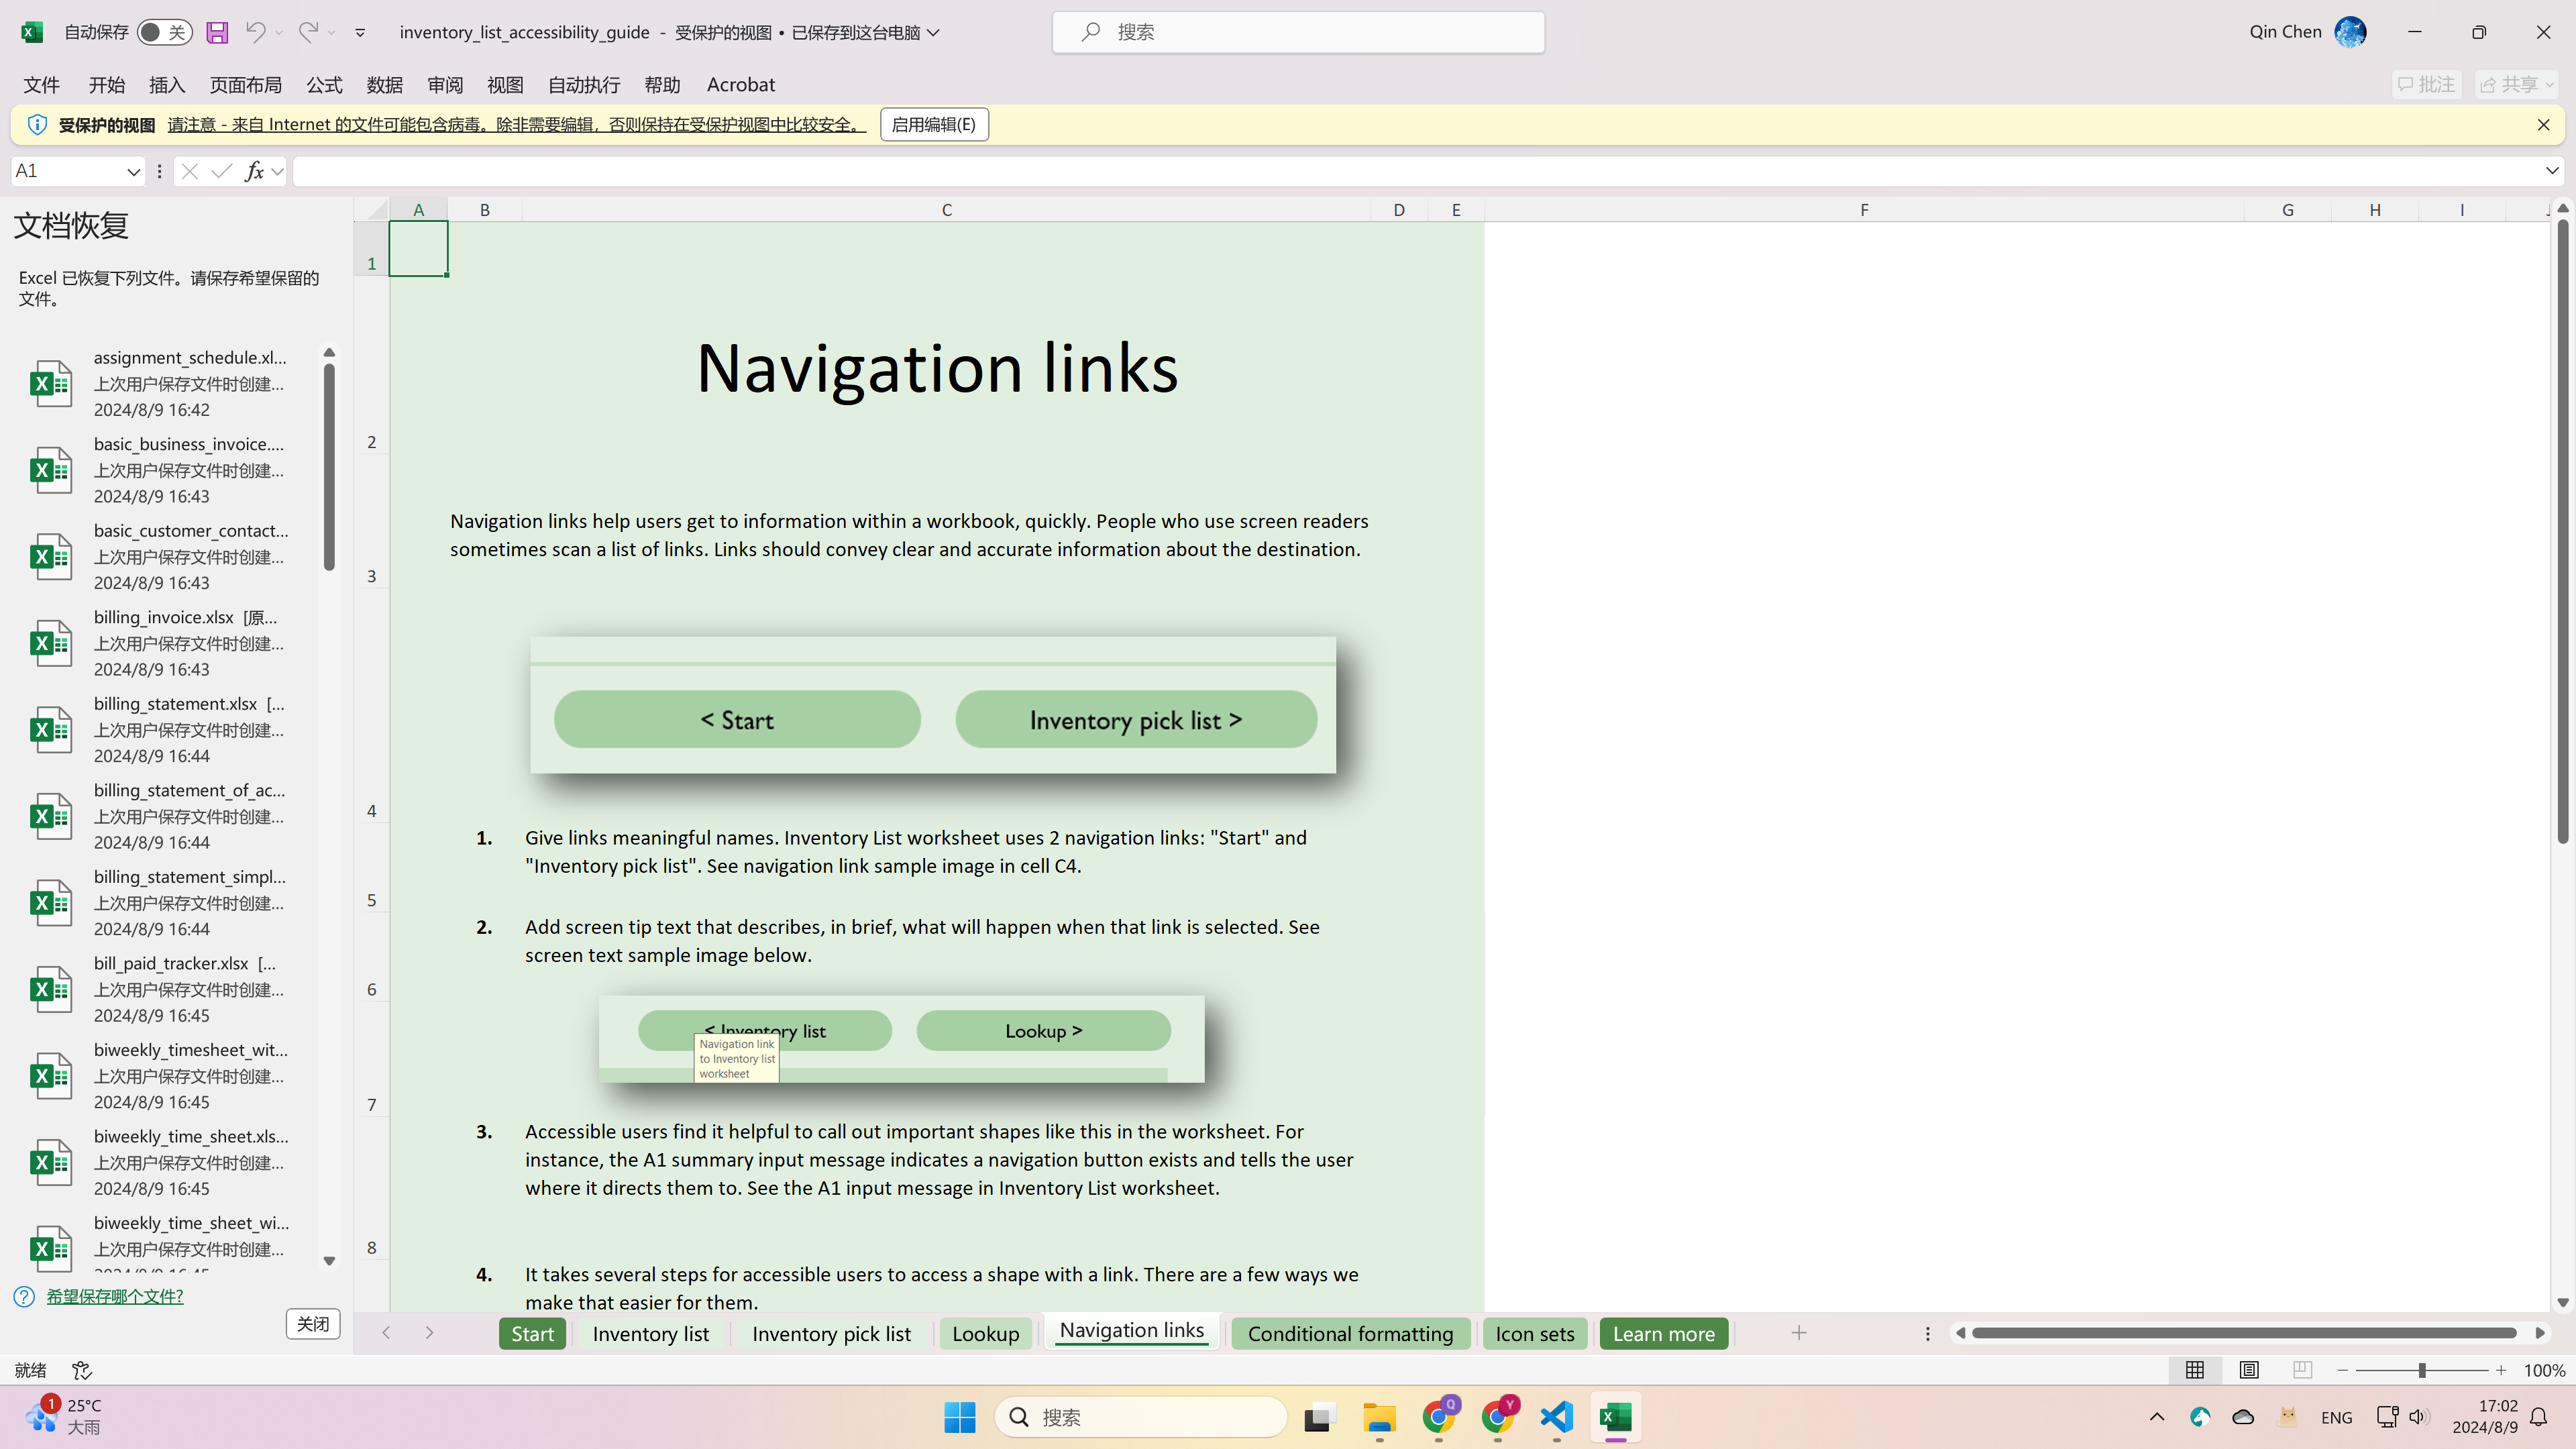 自动保存 关 inventory_list_accessibility_guide - 受保护的视图 • 已保存到这台电脑 搜索 Qin Chen
文件 开始 插入 页面布局 公式 数据 审阅 视图 自动执行 帮助 Acrobat 批注 共享
受保护的视图 请注意 - 来自 Internet 的文件可能包含病毒。除非需要编辑，否则保持在受保护视图中比较安全。 启用编辑(E)
A1 fx
文档恢复
Excel 已恢复下列文件。请保存希望保留的
文件。
assignment_schedule.xl...
上次用户保存文件时创建...
2024/8/9 16:42
basic_business_invoice....
上次用户保存文件时创建...
2024/8/9 16:43
basic_customer_contact...
上次用户保存文件时创建...
2024/8/9 16:43
billing_invoice.xlsx [原...
上次用户保存文件时创建...
2024/8/9 16:43
billing_statement.xlsx [...
上次用户保存文件时创建...
2024/8/9 16:44
billing_statement_of_ac...
上次用户保存文件时创建...
2024/8/9 16:44
billing_statement_simpl...
上次用户保存文件时创建...
2024/8/9 16:44
bill_paid_tracker.xlsx [...
上次用户保存文件时创建...
2024/8/9 16:45
biweekly_timesheet_wit...
上次用户保存文件时创建...
2024/8/9 16:45
biweekly_time_sheet.xls...
上次用户保存文件时创建...
2024/8/9 16:45
biweekly_time_sheet_wi...
上次用户保存文件时创建...
希望保存哪个文件?
关闭
A B C D E F G H I
1
2
3
4
5
6
7
8
Navigation links
Navigation links help users get to information within a workbook, quickly. People who use screen readers
sometimes scan a list of links. Links should convey clear and accurate information about the destination.
< Start Inventory pick list >
1. Give links meaningful names. Inventory List worksheet uses 2 navigation links: "Start" and
"Inventory pick list". See navigation link sample image in cell C4.
2. Add screen tip text that describes, in brief, what will happen when that link is selected. See
screen text sample image below.
< Inventory list Lookup >
Navigation link
to Inventory list
worksheet
3. Accessible users find it helpful to call out important shapes like this in the worksheet. For
instance, the A1 summary input message indicates a navigation button exists and tells the user
where it directs them to. See the A1 input message in Inventory List worksheet.
4. It takes several steps for accessible users to access a shape with a link. There are a few ways we
make that easier for them.
Start Inventory list Inventory pick list Lookup Navigation links Conditional formatting Icon sets Learn more
就绪 100%
1 25°C
大雨
搜索
Q Y
ENG
17:02
2024/8/9